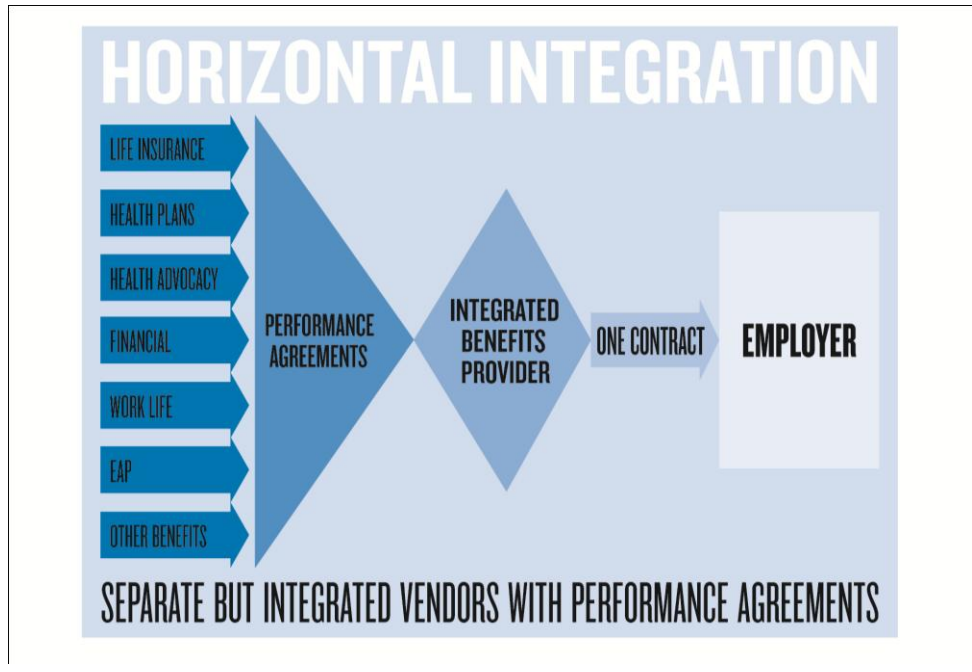 HORIZONTAL INTEGRATION
LIFE INSURANCE
HEALTH PLANS
HEALTH ADVOCACY
FINANCIAL
WORK LIFE
EAP
OTHER BENEFITS
PERFORMANCE
AGREEMENTS
INTEGRATED
BENEFITS
PROVIDER
ONE CONTRACT
EMPLOYER
SEPARATE BUT INTEGRATED VENDORS WITH PERFORMANCE AGREEMENTS